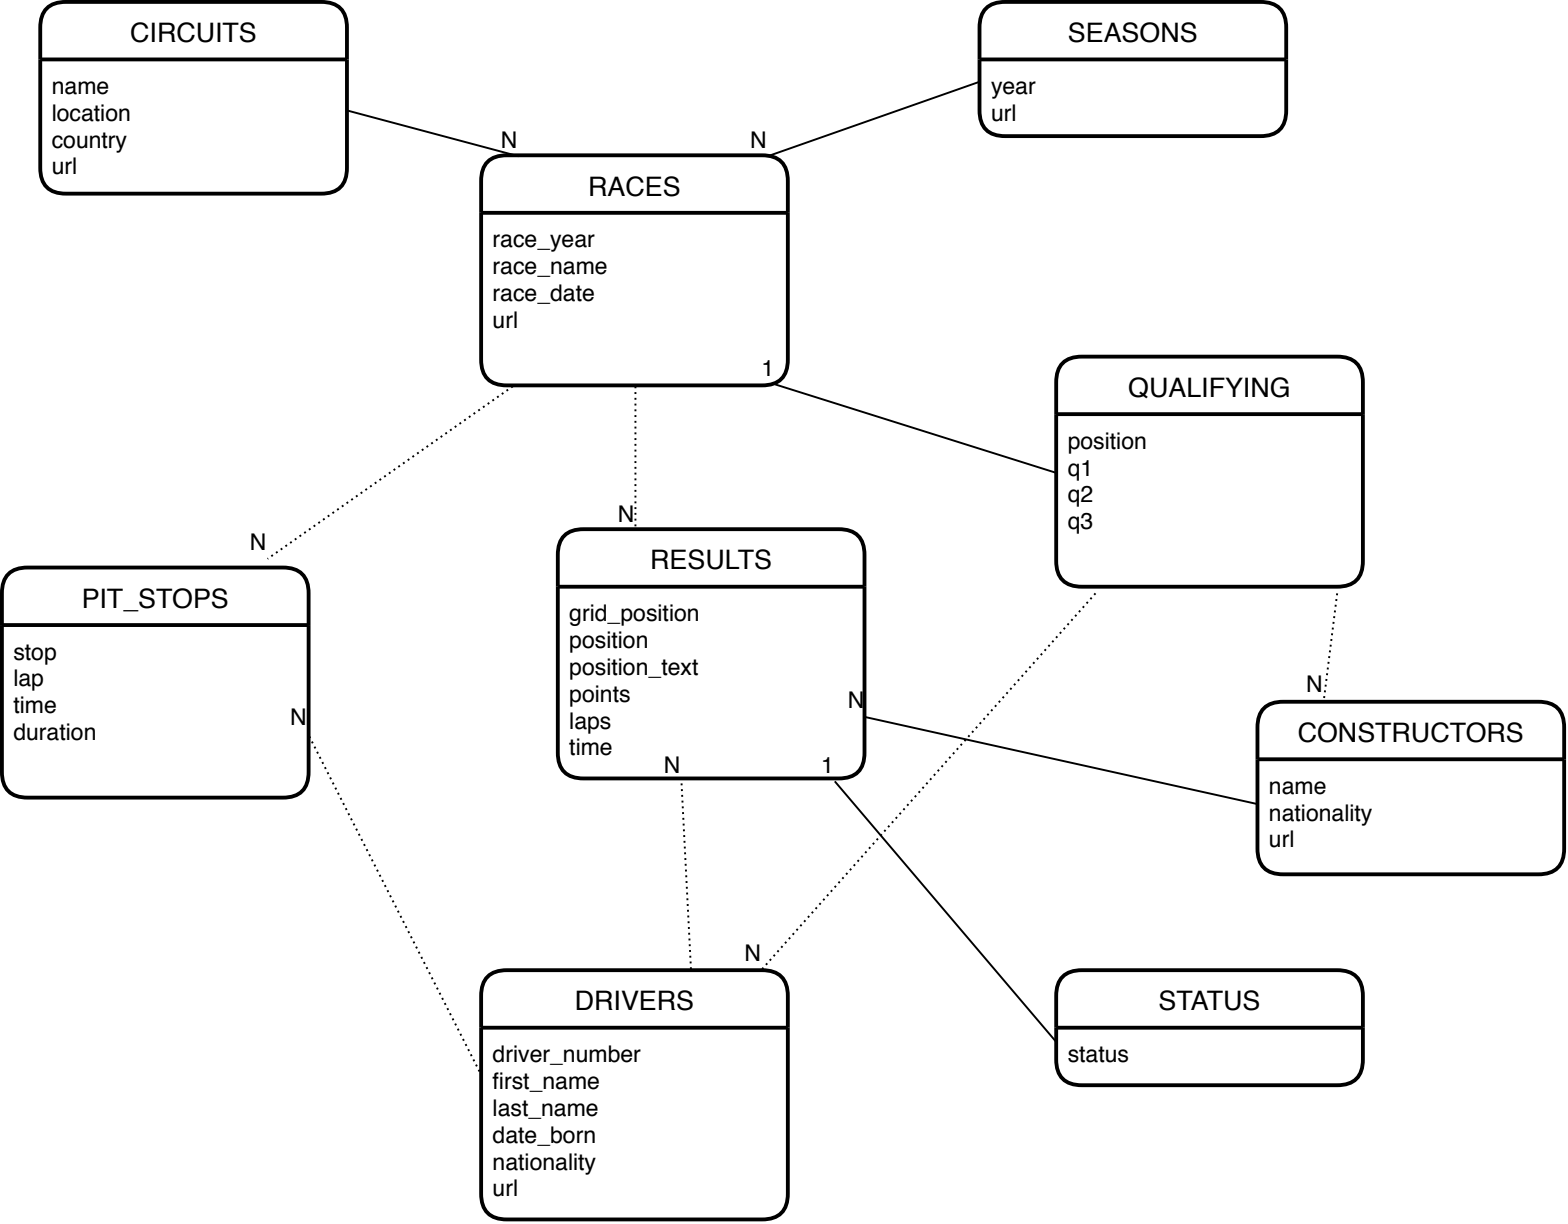 CIRCUITS
name
location
country
url
SEASONS
year
url
N
N
RACES
race_year
race_name
race_date
url
1
QUALIFYING
position
q1
q2
q3
N
N
PIT_STOPS
stop
lap
time
duration
N
RESULTS
grid_position
position
position_text
points
laps
time
N
N
1
N
CONSTRUCTORS
name
nationality
url
N
DRIVERS
driver_number
first_name
last_name
date_born
nationality
url
STATUS
status